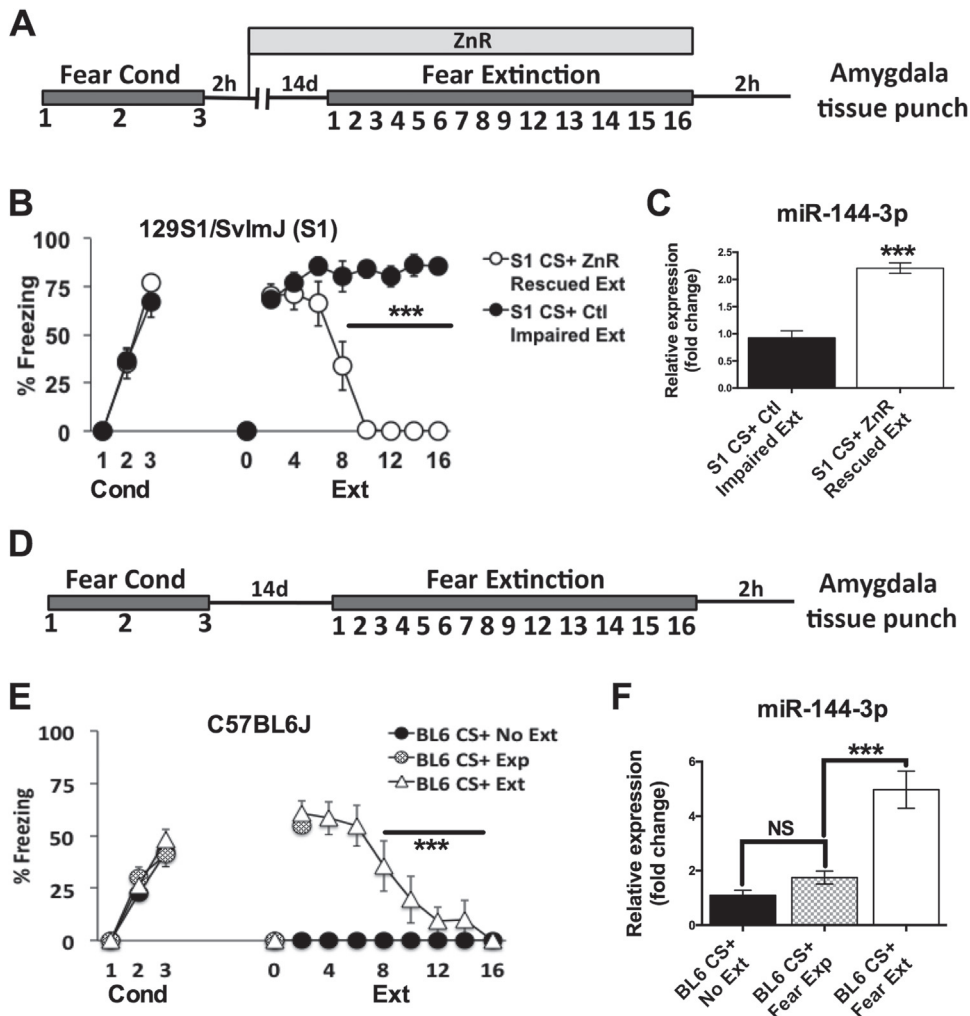 A
ZnR
Fear Cond
2h
14d
Fear Extinction
2h
Amygdala
tissue punch
1 2 3
1 2 3 4 5 6 7 8 9 12 13 14 15 16
B
129S1/SvImJ (S1)
% Freezing
100
75
50
25
0
S1 CS+ ZnR
Rescued Ext
S1 CS+ Ctl
Impaired Ext
***
1 2 3
Cond
0 4 8 12 16
Ext
C
miR-144-3p
Relative expression
(fold change)
2.5
2.0
1.5
1.0
0.5
0.0
***
S1 CS+ Ctl
Impaired Ext
S1 CS+ ZnR
Rescued Ext
D
Fear Cond
14d
Fear Extinction
2h
Amygdala
tissue punch
1 2 3
1 2 3 4 5 6 7 8 9 12 13 14 15 16
E
C57BL6J
% Freezing
100
75
50
25
0
BL6 CS+ No Ext
BL6 CS+ Exp
BL6 CS+ Ext
***
1 2 3
Cond
0 4 8 12 16
Ext
F
miR-144-3p
Relative expression
(fold change)
6
4
2
0
NS
***
BL6 CS+
No Ext
BL6 CS+
Fear Exp
BL6 CS+
Fear Ext